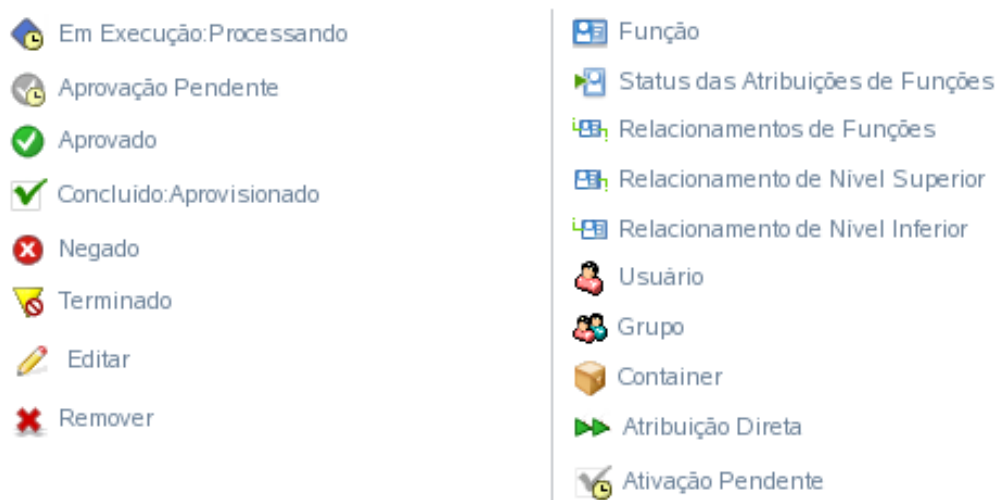 Em Execução:Processando
Aprovação Pendente
Aprovado
Concluído:Aprovisionado
Negado
Terminado
Editar
Remover
Função
Status das Atribuições de Funções
Relacionamentos de Funções
Relacionamento de Nível Superior
Relacionamento de Nível Inferior
Usuário
Grupo
Container
Atribuição Direta
Ativação Pendente